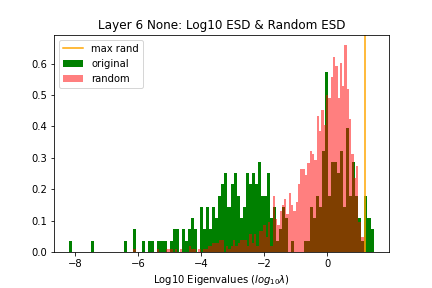 Layer 6 None: Log10 ESD & Random ESD
max rand
original
random
0.6
0.5
0.4
0.3
0.2
0.1
0.0
−8 −6 −4 −2 0
Log10 Eigenvalues (log₁₀λ)